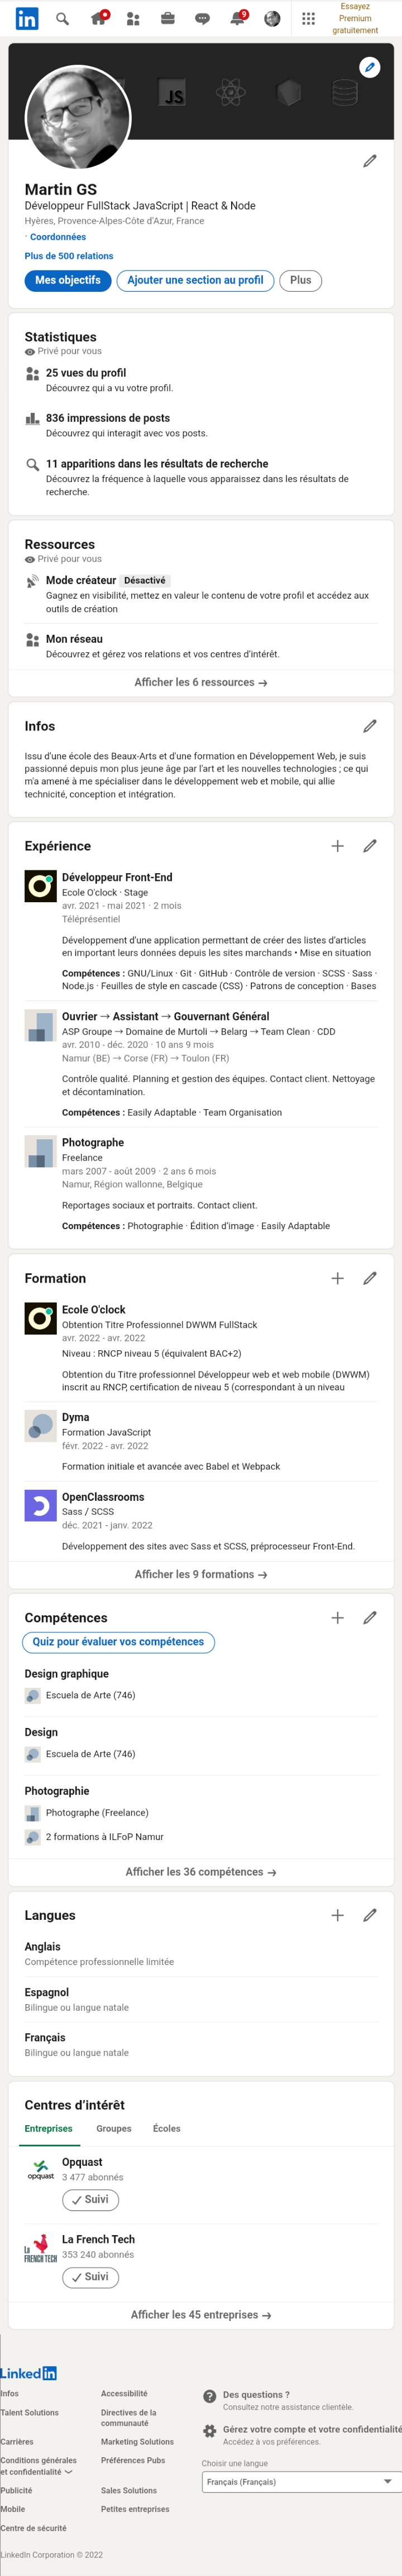 in
9
Essayez
Premium
gratuitement
JS
Martin GS
Développeur FullStack JavaScript | React & Node
Hyères, Provence-Alpes-Côte d'Azur, France
· Coordonnées
Plus de 500 relations
Mes objectifs
Ajouter une section au profil
Plus
Statistiques
Privé pour vous
25 vues du profil
Découvrez qui a vu votre profil.
836 impressions de posts
Découvrez qui interagit avec vos posts.
11 apparitions dans les résultats de recherche
Découvrez la fréquence à laquelle vous apparaissez dans les résultats de
recherche.
Ressources
Privé pour vous
Mode créateur Désactivé
Gagnez en visibilité, mettez en valeur le contenu de votre profil et accédez aux
outils de création
Mon réseau
Découvrez et gérez vos relations et vos centres d'intérêt.
Afficher les 6 ressources →
Infos
Issu d'une école des Beaux-Arts et d'une formation en Développement Web, je suis
passionné depuis mon plus jeune âge par l'art et les nouvelles technologies ; ce qui
m'a amené à me spécialiser dans le développement web et mobile, qui allie
technicité, conception et intégration.
Expérience
Développeur Front-End
Ecole O'clock · Stage
avr. 2021 - mai 2021 · 2 mois
Téléprésentiel
Développement d'une application permettant de créer des listes d'articles
en important leurs données depuis les sites marchands • Mise en situation
Compétences : GNU/Linux · Git · GitHub · Contrôle de version · SCSS · Sass ·
Node.js · Feuilles de style en cascade (CSS) · Patrons de conception · Bases
Ouvrier → Assistant → Gouvernant Général
ASP Groupe → Domaine de Murtoli → Belarg → Team Clean · CDD
avr. 2010 - déc. 2020 · 10 ans 9 mois
Namur (BE) → Corse (FR) → Toulon (FR)
Contrôle qualité. Planning et gestion des équipes. Contact client. Nettoyage
et décontamination.
Compétences : Easily Adaptable · Team Organisation
Photographe
Freelance
mars 2007 - août 2009 · 2 ans 6 mois
Namur, Région wallonne, Belgique
Reportages sociaux et portraits. Contact client.
Compétences : Photographie · Édition d'image · Easily Adaptable
Formation
Ecole O'clock
Obtention Titre Professionnel DWWM FullStack
avr. 2022 - avr. 2022
Niveau : RNCP niveau 5 (équivalent BAC+2)
Obtention du Titre professionnel Développeur web et web mobile (DWWM)
inscrit au RNCP, certification de niveau 5 (correspondant à un niveau
Dyma
Formation JavaScript
févr. 2022 - avr. 2022
Formation initiale et avancée avec Babel et Webpack
OpenClassrooms
Sass / SCSS
déc. 2021 - janv. 2022
Développement des sites avec Sass et SCSS, préprocesseur Front-End.
Afficher les 9 formations →
Compétences
Quiz pour évaluer vos compétences
Design graphique
Escuela de Arte (746)
Design
Escuela de Arte (746)
Photographie
Photographe (Freelance)
2 formations à ILFoP Namur
Afficher les 36 compétences →
Langues
Anglais
Compétence professionnelle limitée
Espagnol
Bilingue ou langue natale
Français
Bilingue ou langue natale
Centres d'intérêt
Entreprises
Groupes
Écoles
opquast
Opquast
3 477 abonnés
Suivi
La
FRENCH TECH
La French Tech
353 240 abonnés
Suivi
Afficher les 45 entreprises →
Linked in
Infos
Accessibilité
Talent Solutions
Directives de la
communauté
Carrières
Marketing Solutions
Conditions générales
et confidentialité
Préférences Pubs
Publicité
Sales Solutions
Mobile
Petites entreprises
Centre de sécurité
Des questions ?
Consultez notre assistance clientèle.
Gérez votre compte et votre confidentialité
Accédez à vos préférences.
Choisir une langue
Français (Français)
LinkedIn Corporation © 2022